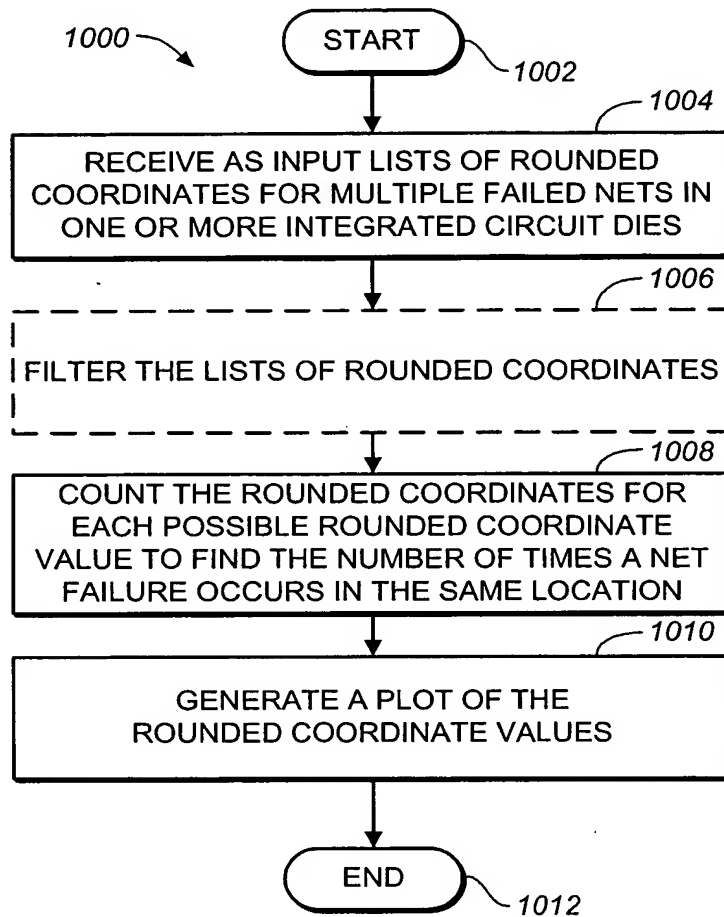 1000
START
1002
1004
RECEIVE AS INPUT LISTS OF ROUNDED
COORDINATES FOR MULTIPLE FAILED NETS IN
ONE OR MORE INTEGRATED CIRCUIT DIES
1006
FILTER THE LISTS OF ROUNDED COORDINATES
1008
COUNT THE ROUNDED COORDINATES FOR
EACH POSSIBLE ROUNDED COORDINATE
VALUE TO FIND THE NUMBER OF TIMES A NET
FAILURE OCCURS IN THE SAME LOCATION
1010
GENERATE A PLOT OF THE
ROUNDED COORDINATE VALUES
END
1012